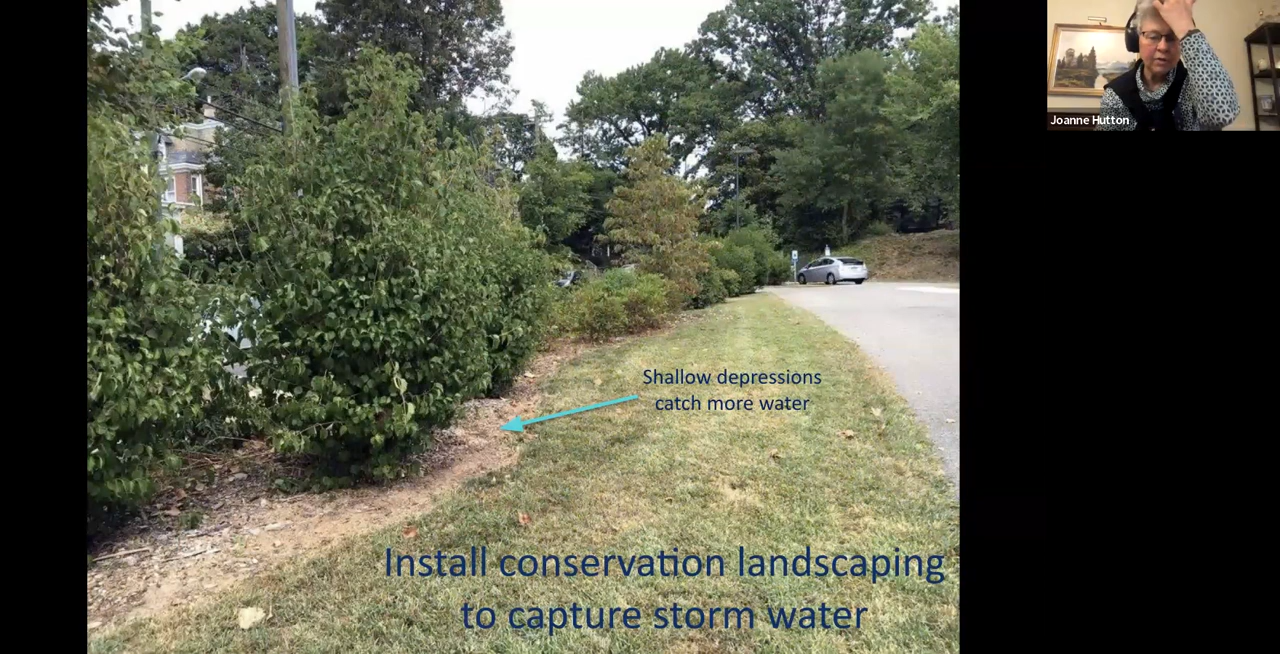 Joanne Hutton
Shallow depressions
catch more water
Install conservation landscaping
to capture storm water